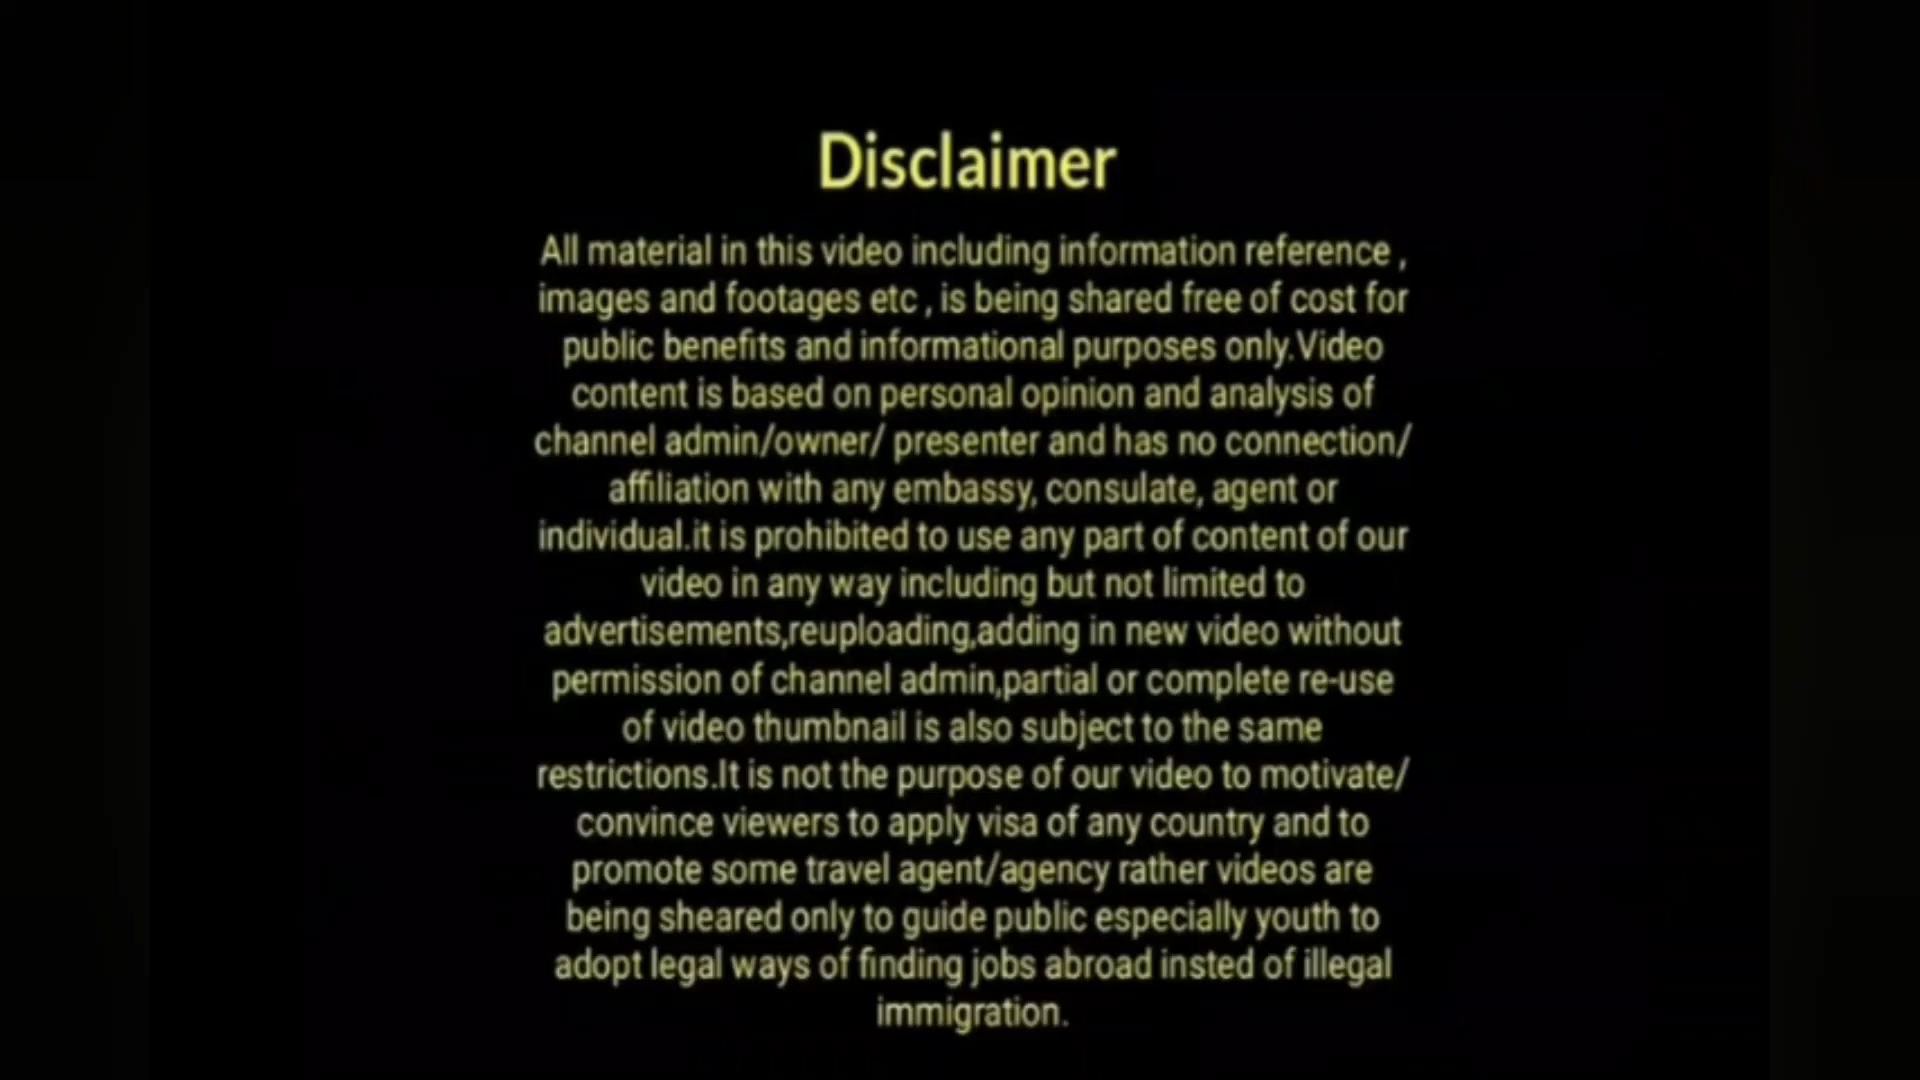 Disclaimer
All material in this video including information reference ,
images and footages etc , is being shared free of cost for
public benefits and informational purposes only.Video
content is based on personal opinion and analysis of
channel admin/owner/ presenter and has no connection/
affiliation with any embassy, consulate, agent or
individual.it is prohibited to use any part of content of our
video in any way including but not limited to
advertisements,reuploading,adding in new video without
permission of channel admin,partial or complete re-use
of video thumbnail is also subject to the same
restrictions.It is not the purpose of our video to motivate/
convince viewers to apply visa of any country and to
promote some travel agent/agency rather videos are
being sheared only to guide public especially youth to
adopt legal ways of finding jobs abroad insted of illegal
immigration.